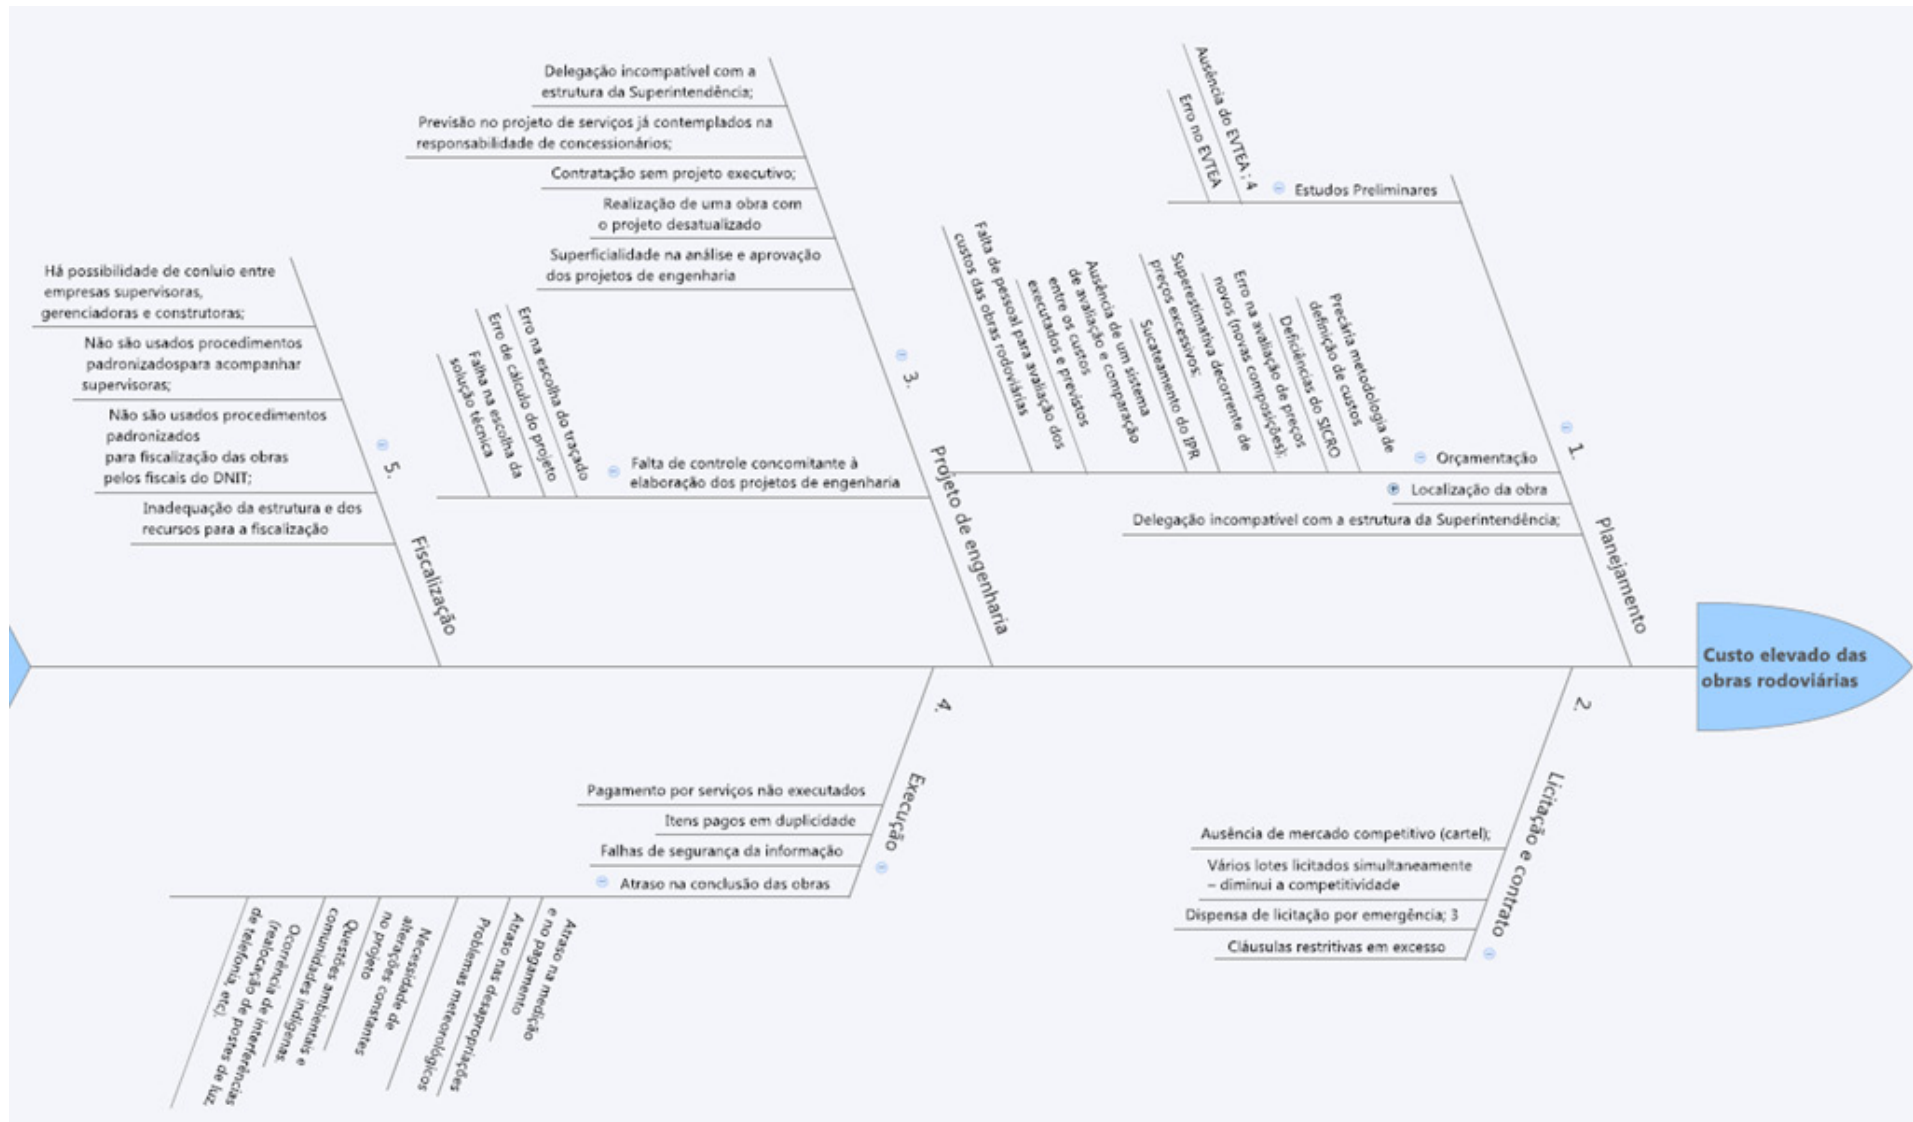 Custo elevado das
obras rodoviárias
1.
Planejamento
Estudos Preliminares
Ausência do EVTEA ; 4
Erro no EVTEA
Orçamentação
Precária metodologia de
definição de custos
Deficiências do SICRO
Erro na avaliação de preços
novos (novas composições);
Superestimativa decorrente de
preços excessivos;
Sucateamento do IPR
Ausência de um sistema
de avaliação e comparação
entre os custos
executados e previstos
Falta de pessoal para avaliação dos
custos das obras rodoviárias
Localização da obra
Delegação incompatível com a estrutura da Superintendência;
2.
Licitação e contrato
Ausência de mercado competitivo (cartel);
Vários lotes licitados simultaneamente
– diminui a competitividade
Dispensa de licitação por emergência; 3
Cláusulas restritivas em excesso
3.
Projeto de engenharia
Delegação incompatível com a
estrutura da Superintendência;
Previsão no projeto de serviços já contemplados na
responsabilidade de concessionários;
Contratação sem projeto executivo;
Realização de uma obra com
o projeto desatualizado
Superficialidade na análise e aprovação
dos projetos de engenharia
Falta de controle concomitante à
elaboração dos projetos de engenharia
Erro na escolha do traçado
Erro de cálculo do projeto
Falha na escolha da
solução técnica
4.
Execução
Pagamento por serviços não executados
Itens pagos em duplicidade
Falhas de segurança da informação
Atraso na conclusão das obras
Atraso na medição
e no pagamento
Atraso nas desapropriações
Problemas meteorológicos
Necessidade de
alterações constantes
no projeto
Questões ambientais e
comunidades indígenas.
Ocorrência de interferências
(realocação de postes de luz,
de telefonia, etc).
5.
Fiscalização
Há possibilidade de conluio entre
empresas supervisoras,
gerenciadoras e construtoras;
Não são usados procedimentos
padronizadospara acompanhar
supervisoras;
Não são usados procedimentos
padronizados
para fiscalização das obras
pelos fiscais do DNIT;
Inadequação da estrutura e dos
recursos para a fiscalização